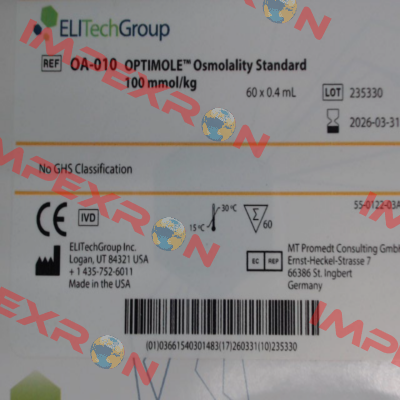 ELITechGroup
REF OA-010 OPTIMOLE™ Osmolality Standard
100 mmol/kg
60 x 0.4 mL
LOT 235330
2026-03-31
No GHS Classification
55-0122-03A
CE IVD
15 °C
30 °C
Σ
60
ELITechGroup Inc.
Logan, UT 84321 USA
+ 1 435-752-6011
Made in the USA
EC REP
MT Promedt Consulting GmbH
Ernst-Heckel-Strasse 7
66386 St. Ingbert
Germany
(01)03661540301483(17)260331(10)235330
IMPEXRON
IMPEXRON